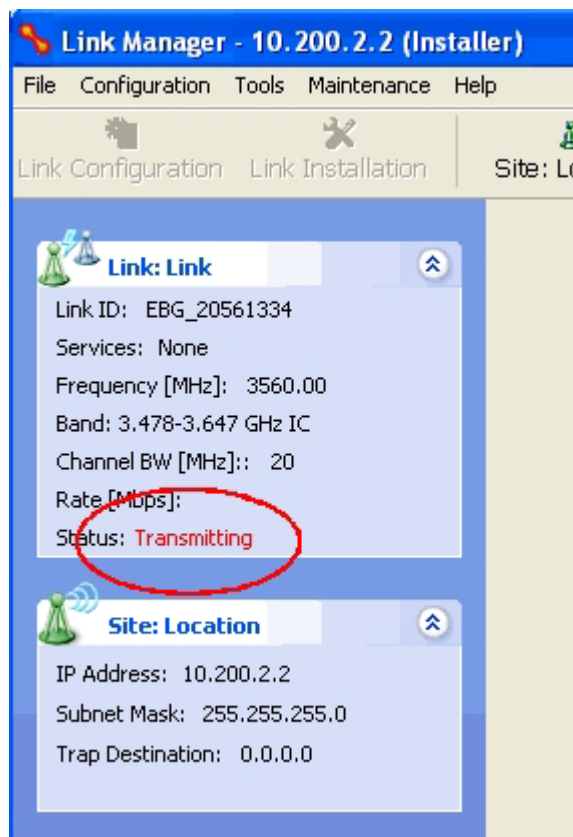 Link Manager - 10.200.2.2 (Installer)
File Configuration Tools Maintenance Help
Link Configuration Link Installation Site:
Link: Link
Link ID: EBG_20561334
Services: None
Frequency [MHz]: 3560.00
Band: 3.478-3.647 GHz IC
Channel BW [MHz]:: 20
Rate [Mbps]:
Status: Transmitting
Site: Location
IP Address: 10.200.2.2
Subnet Mask: 255.255.255.0
Trap Destination: 0.0.0.0